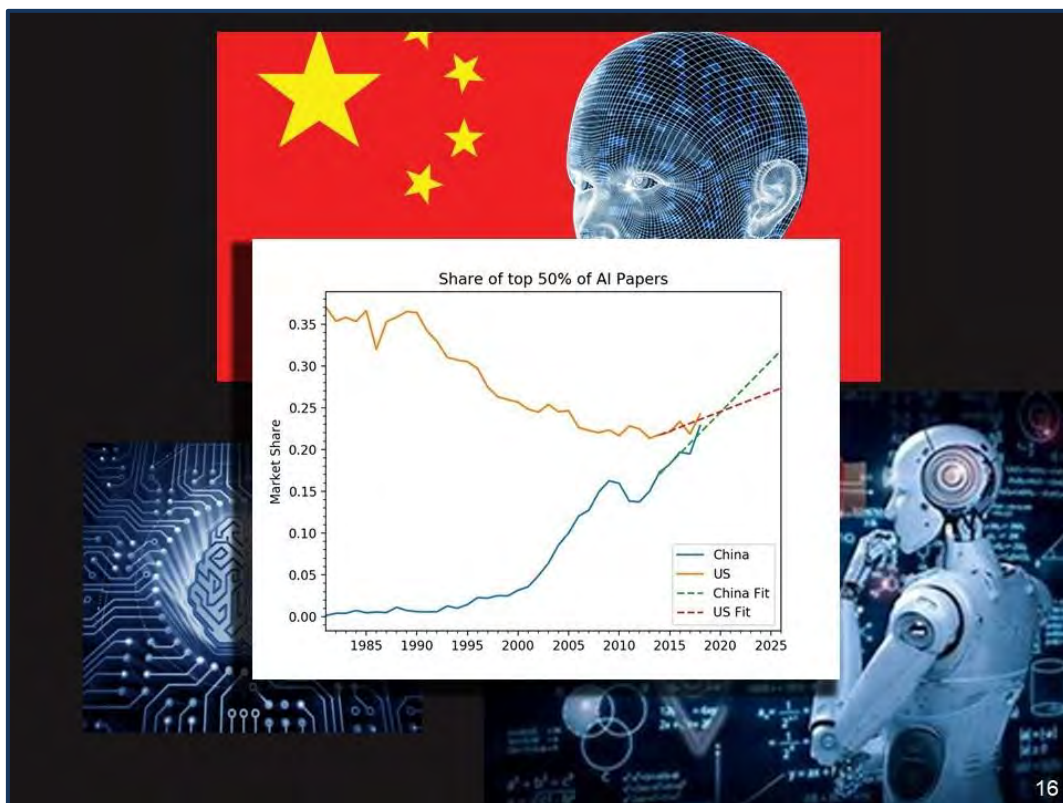 Share of top 50% of AI Papers
Market Share
0.35
0.30
0.25
0.20
0.15
0.10
0.05
0.00
1985 1990 1995 2000 2005 2010 2015 2020 2025
China
US
China Fit
US Fit
16